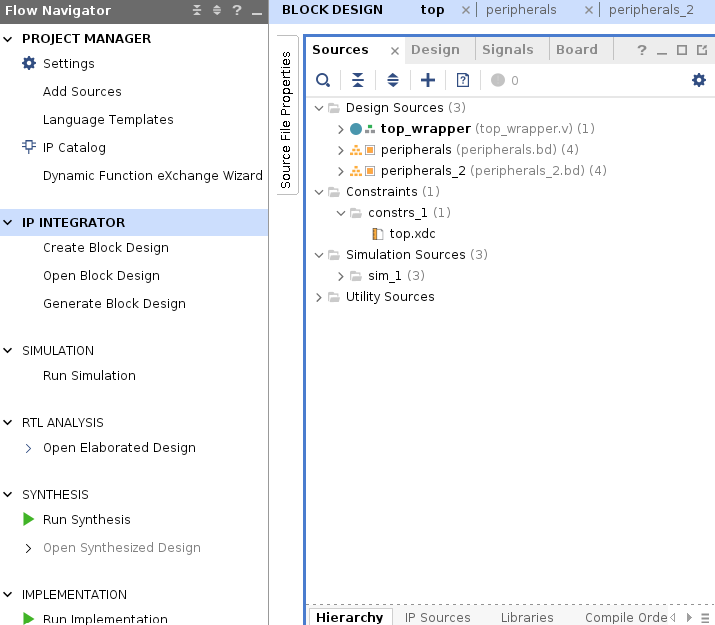 Flow Navigator
?
PROJECT MANAGER
Settings
Add Sources
Language Templates
IP Catalog
Dynamic Function eXchange Wizard
IP INTEGRATOR
Create Block Design
Open Block Design
Generate Block Design
SIMULATION
Run Simulation
RTL ANALYSIS
Open Elaborated Design
SYNTHESIS
Run Synthesis
Open Synthesized Design
IMPLEMENTATION
Run Implementation
BLOCK DESIGN top peripherals peripherals_2
Source File Properties
Sources Design Signals Board ?
0
Design Sources (3)
top_wrapper (top_wrapper.v) (1)
peripherals (peripherals.bd) (4)
peripherals_2 (peripherals_2.bd) (4)
Constraints (1)
constrs_1 (1)
top.xdc
Simulation Sources (3)
sim_1 (3)
Utility Sources
Hierarchy IP Sources Libraries Compile Orde